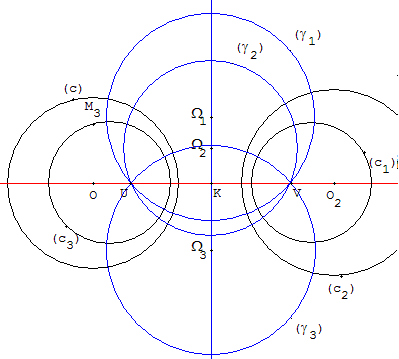 (γ₁)
(γ₂)
(c)
M₃
Ω₁
Ω₂
(c₁)
O U K V O₂
(c₃)
Ω₃
(c₂)
(γ₃)